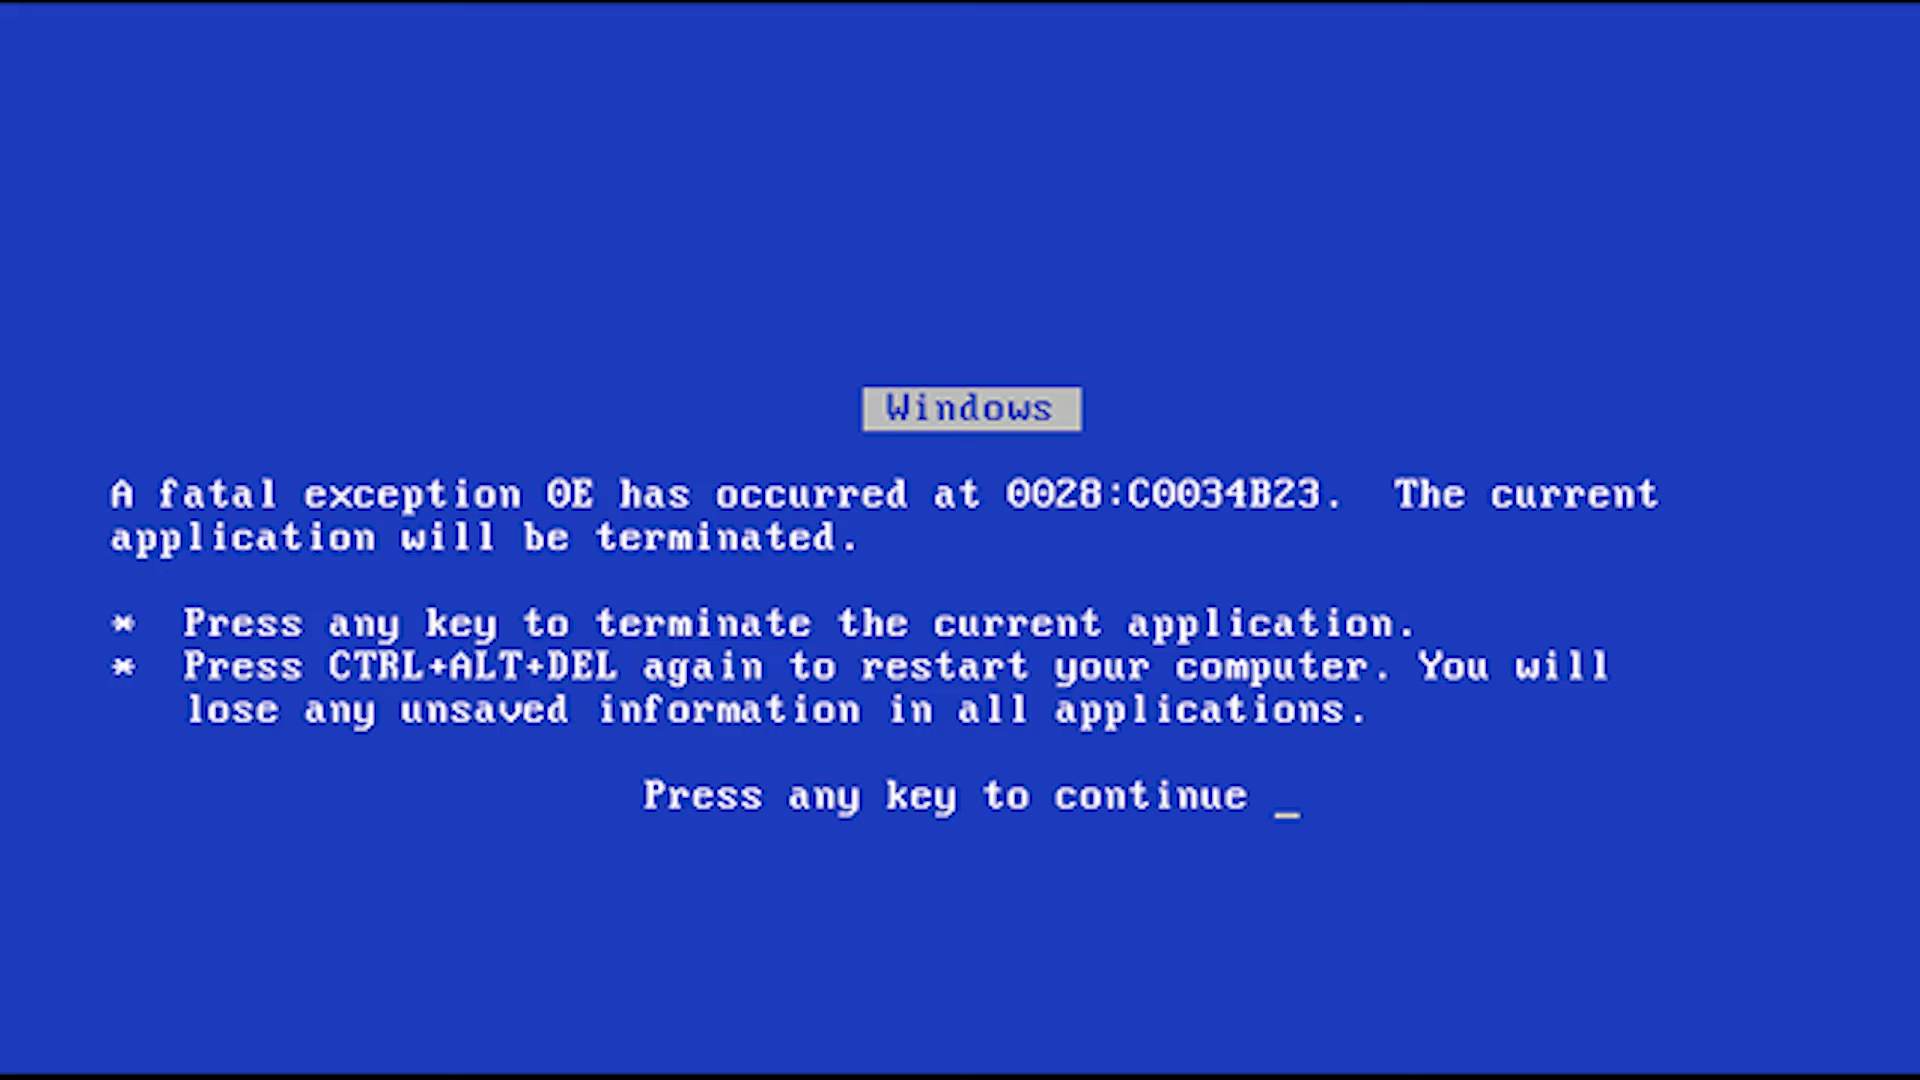 Windows
A fatal exception 0E has occurred at 0028:C0034B23.  The current
application will be terminated.
*  Press any key to terminate the current application.
*  Press CTRL+ALT+DEL again to restart your computer. You will
lose any unsaved information in all applications.
Press any key to continue _